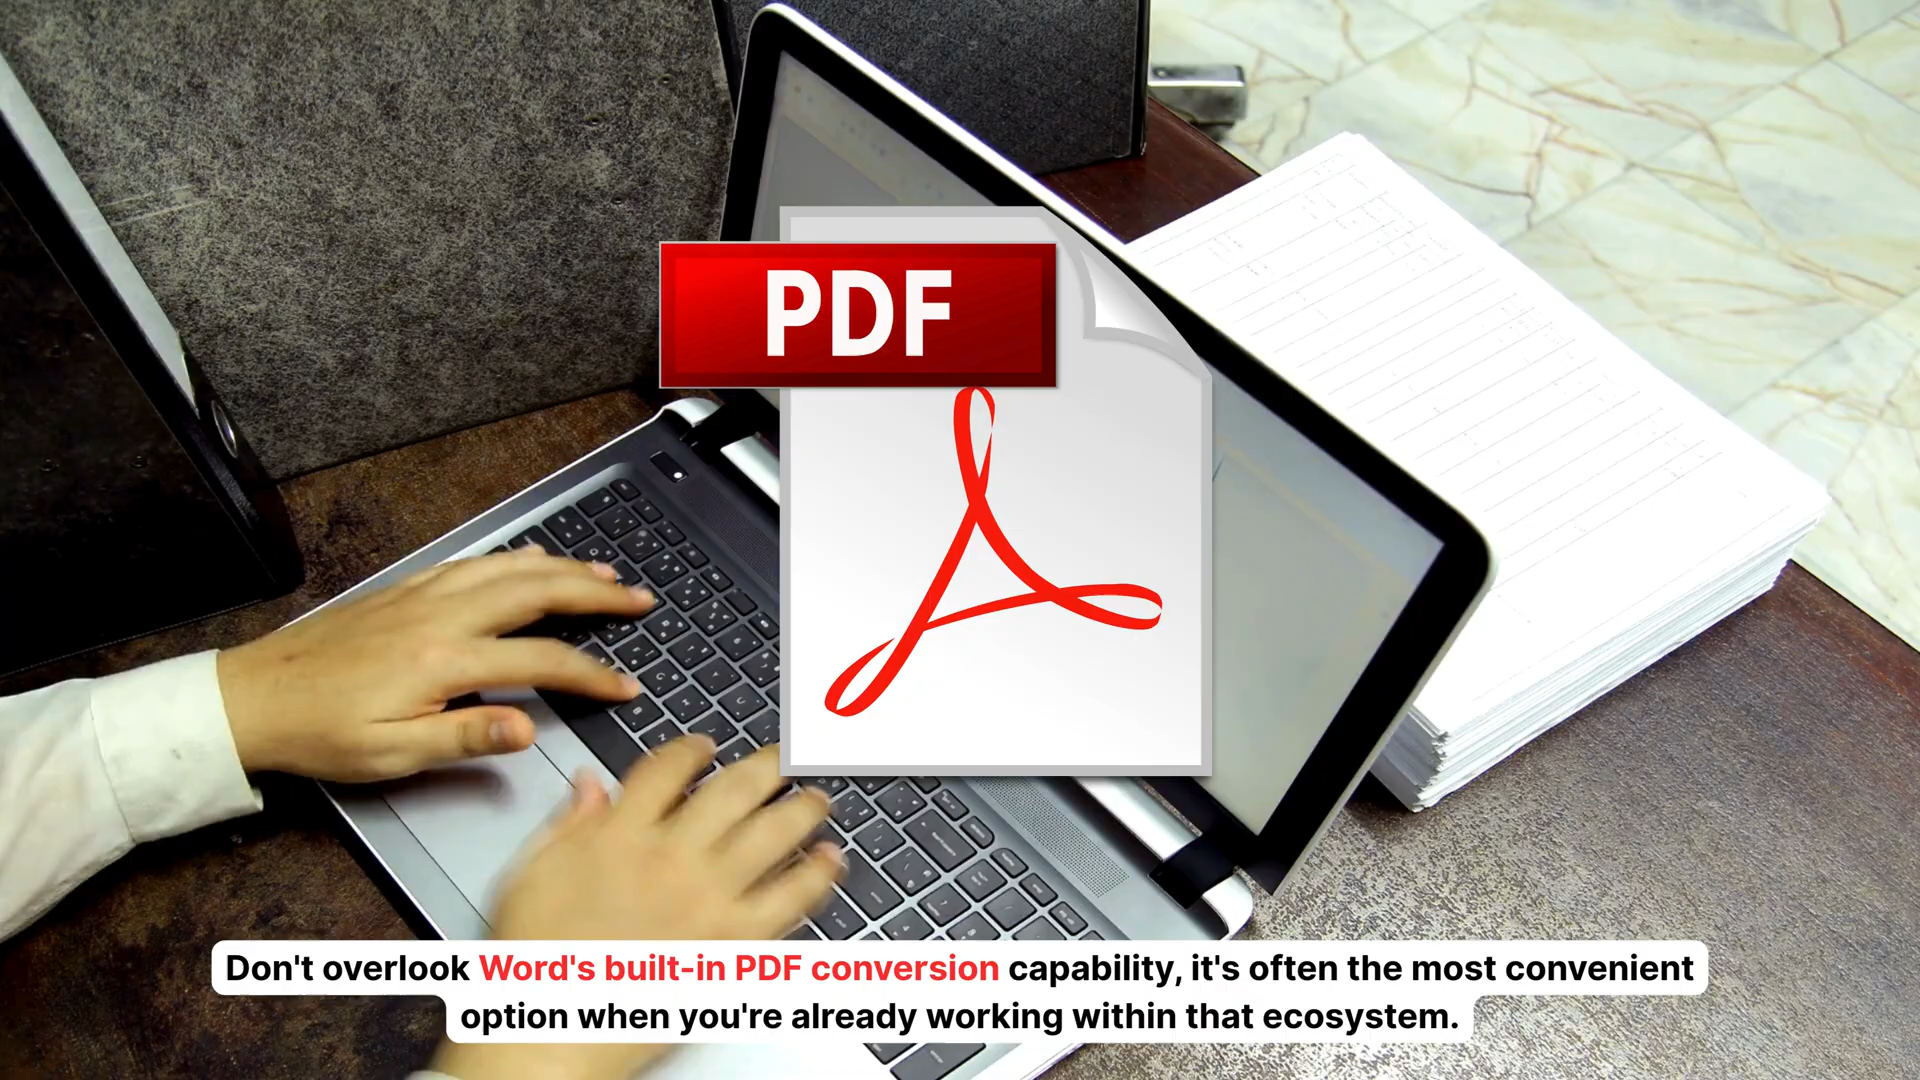 PDF
Don't overlook Word's built-in PDF conversion capability, it's often the most convenient
option when you're already working within that ecosystem.